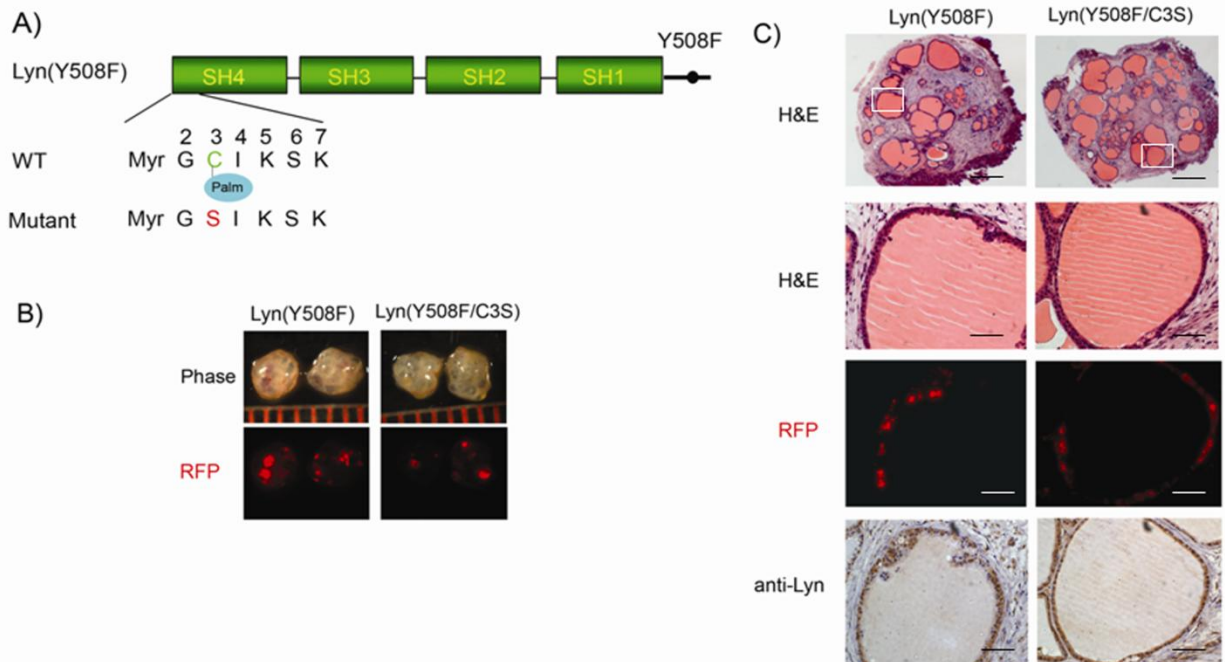 A)
Lyn(Y508F)
SH4 SH3 SH2 SH1
Y508F
2 3 4 5 6 7
WT Myr G C I K S K
Palm
Mutant Myr G S I K S K
B)
Lyn(Y508F) Lyn(Y508F/C3S)
Phase
RFP
C)
Lyn(Y508F) Lyn(Y508F/C3S)
H&E
H&E
RFP
anti-Lyn